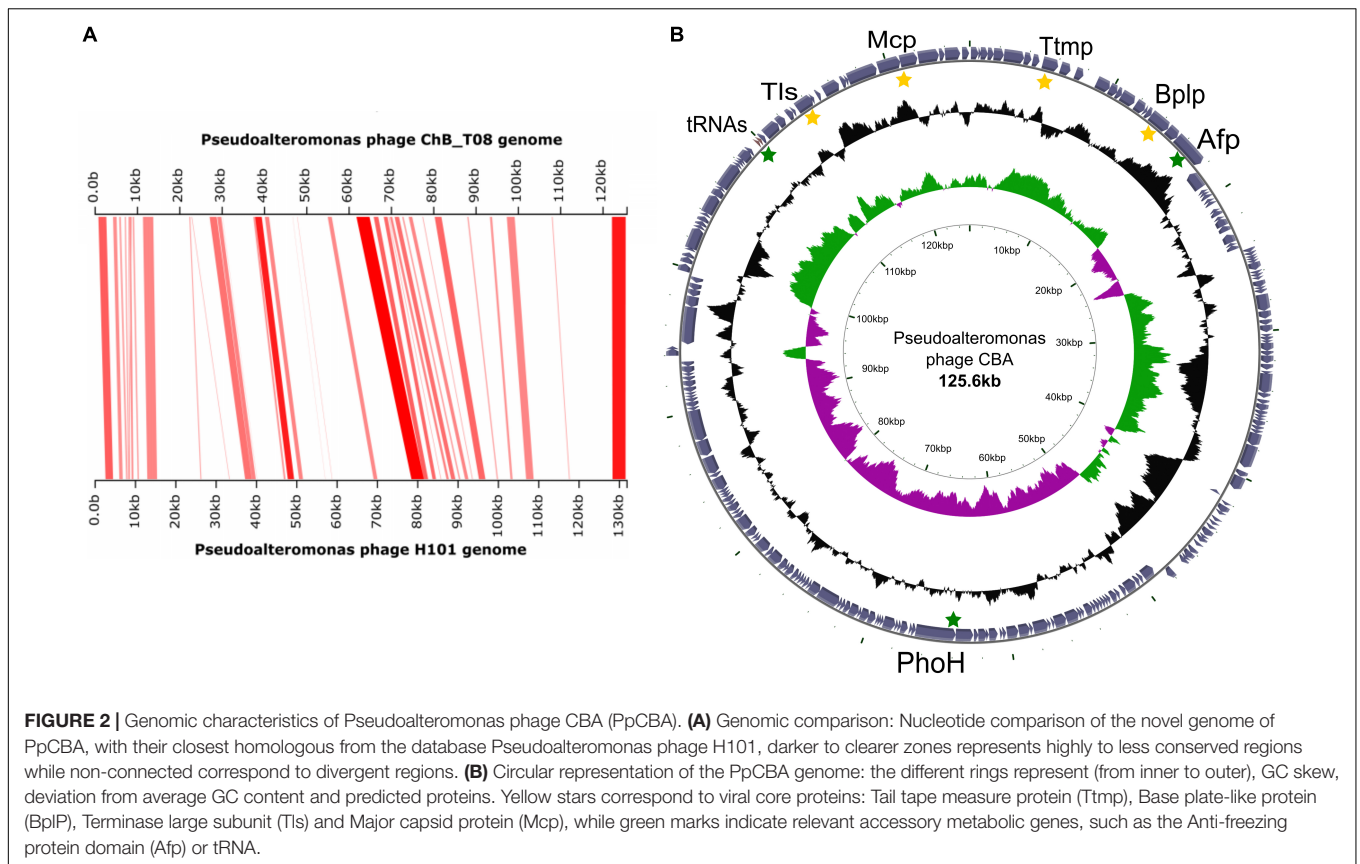 A
Pseudoalteromonas phage ChB_T08 genome
0.0b
10kb
20kb
30kb
40kb
50kb
60kb
70kb
80kb
90kb
100kb
110kb
120kb
0.0b
10kb
20kb
30kb
40kb
50kb
60kb
70kb
80kb
90kb
100kb
110kb
120kb
130kb
Pseudoalteromonas phage H101 genome
B
Mcp
Ttmp
Tls
Bplp
tRNAs
Afp
PhoH
10kbp
20kbp
30kbp
40kbp
50kbp
60kbp
70kbp
80kbp
90kbp
100kbp
110kbp
120kbp
Pseudoalteromonas
phage CBA
125.6kb
FIGURE 2 | Genomic characteristics of Pseudoalteromonas phage CBA (PpCBA). (A) Genomic comparison: Nucleotide comparison of the novel genome of
PpCBA, with their closest homologous from the database Pseudoalteromonas phage H101, darker to clearer zones represents highly to less conserved regions
while non-connected correspond to divergent regions. (B) Circular representation of the PpCBA genome: the different rings represent (from inner to outer), GC skew,
deviation from average GC content and predicted proteins. Yellow stars correspond to viral core proteins: Tail tape measure protein (Ttmp), Base plate-like protein
(BplP), Terminase large subunit (Tls) and Major capsid protein (Mcp), while green marks indicate relevant accessory metabolic genes, such as the Anti-freezing
protein domain (Afp) or tRNA.